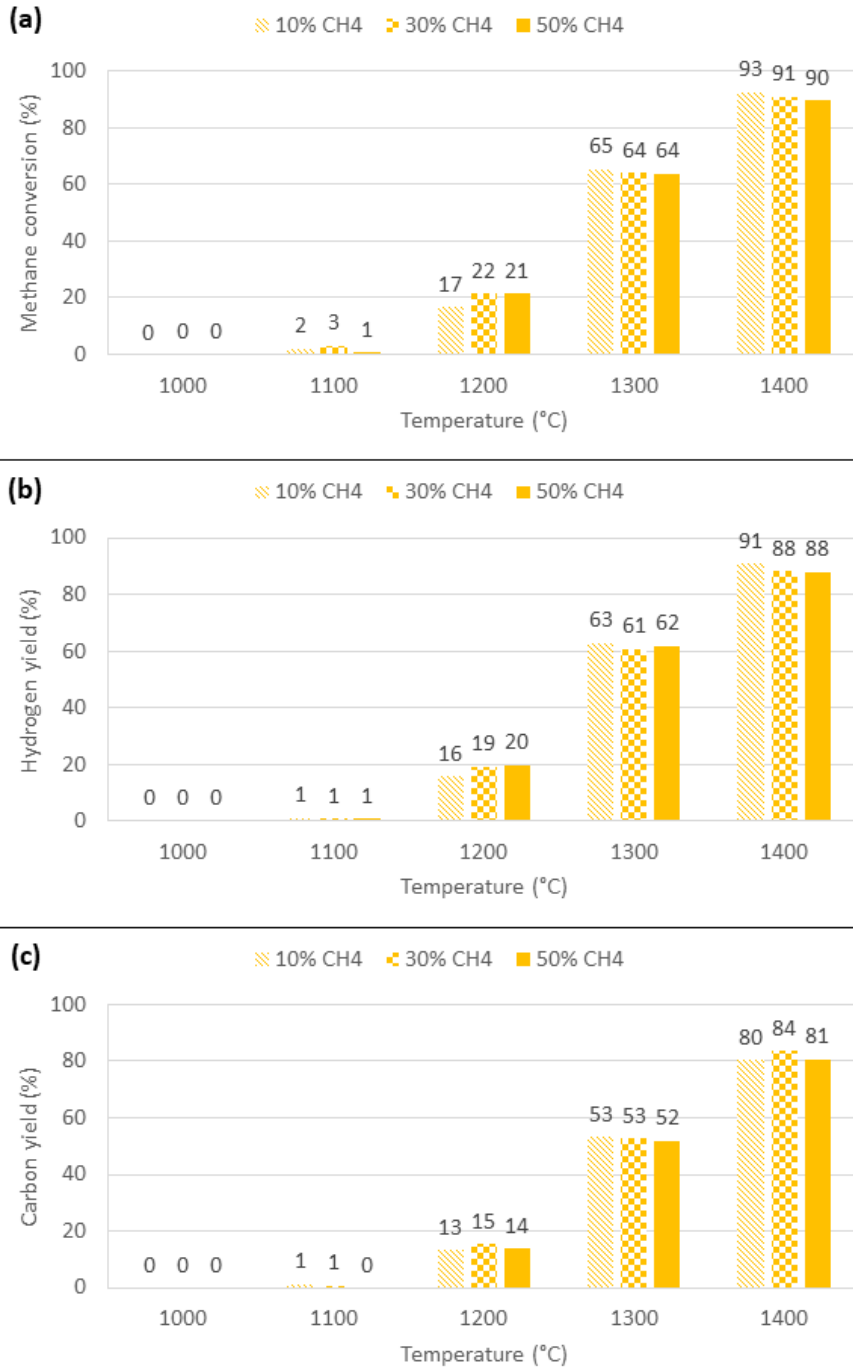 (a)
10% CH4 30% CH4 50% CH4
Methane conversion (%)
100
80
60
40
20
0
0 0 0
2 3 1
17 22 21
65 64 64
93 91 90
1000 1100 1200 1300 1400
Temperature (°C)
(b)
10% CH4 30% CH4 50% CH4
Hydrogen yield (%)
100
80
60
40
20
0
0 0 0
1 1 1
16 19 20
63 61 62
91 88 88
1000 1100 1200 1300 1400
Temperature (°C)
(c)
10% CH4 30% CH4 50% CH4
Carbon yield (%)
100
80
60
40
20
0
0 0 0
1 1 0
13 15 14
53 53 52
80 84 81
1000 1100 1200 1300 1400
Temperature (°C)